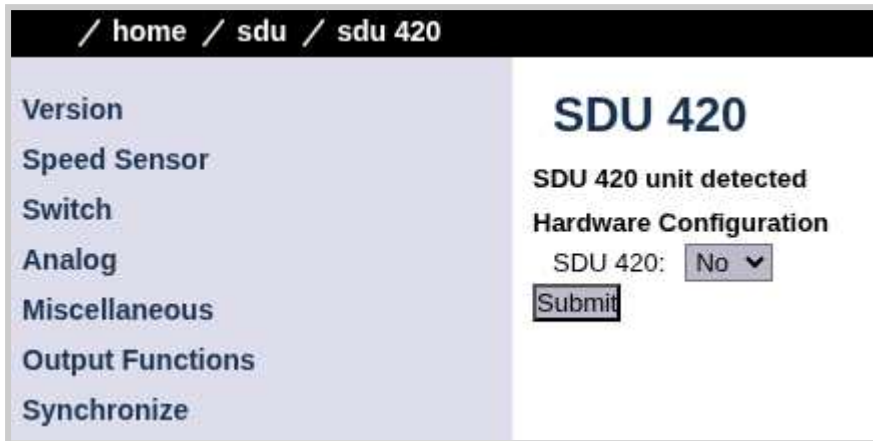 / home / sdu / sdu 420
Version
Speed Sensor
Switch
Analog
Miscellaneous
Output Functions
Synchronize
SDU 420
SDU 420 unit detected
Hardware Configuration
SDU 420: No
Submit